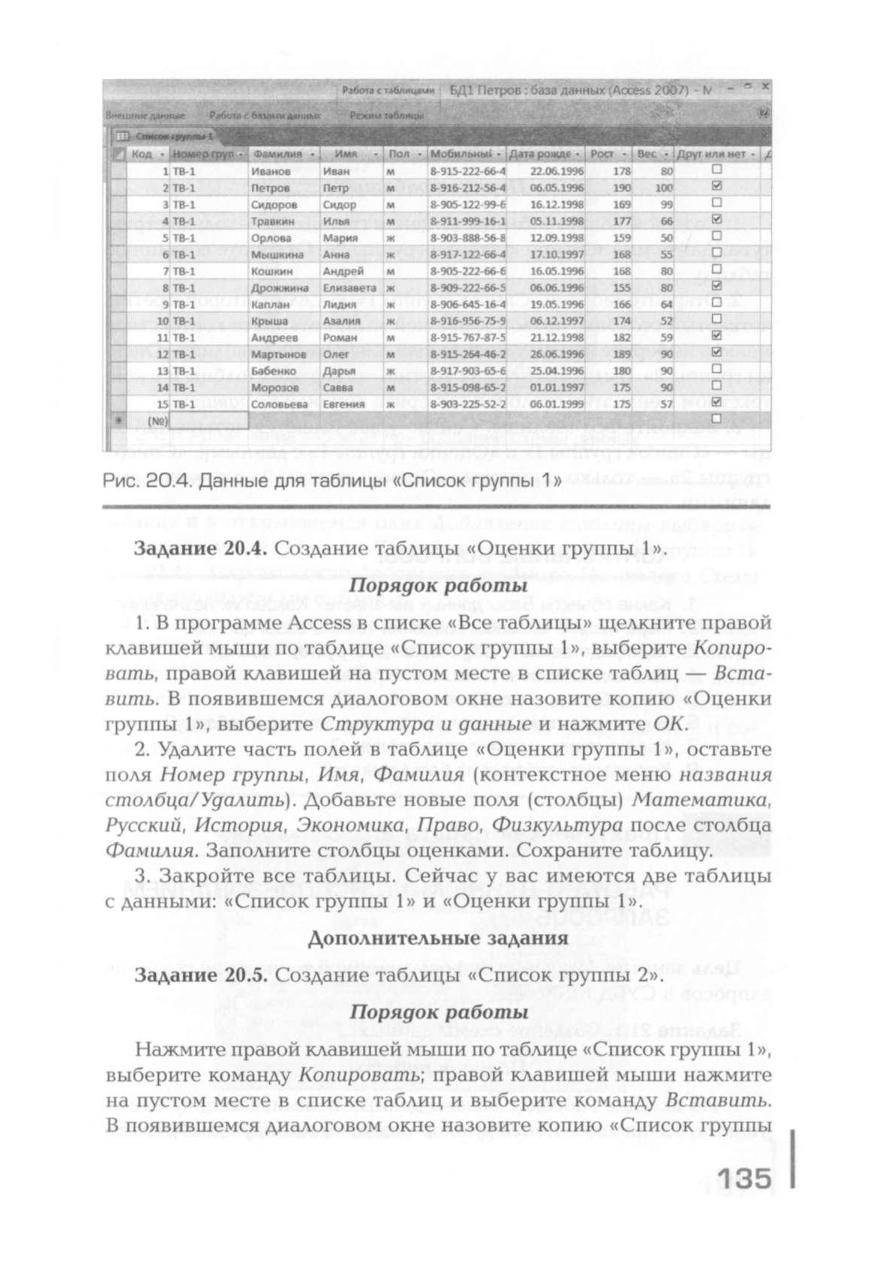 Работа с таблицами БД1 Петров : база данных (Access 2007) - М
Внешние данные Работа с базами данных Режим таблицы
Список группы 1
Код Номер груп Фамилия Имя Пол Мобильный Дата рожде Рост Вес Друг или нет
1 ТВ-1 Иванов Иван м 8-915-222-66-4 22.06.1996 178 80
2 ТВ-1 Петров Петр м 8-916-212-56-4 06.05.1996 190 100
3 ТВ-1 Сидоров Сидор м 8-905-122-99-6 16.12.1998 169 99
4 ТВ-1 Травкин Илья м 8-911-999-16-1 05.11.1998 177 66
5 ТВ-1 Орлова Мария ж 8-903-888-56-8 12.09.1998 159 50
6 ТВ-1 Мышкина Анна ж 8-917-122-66-4 17.10.1997 168 55
7 ТВ-1 Кошкин Андрей м 8-905-222-66-6 16.05.1996 168 80
8 ТВ-1 Дрожжина Елизавета ж 8-909-222-66-5 06.06.1996 155 80
9 ТВ-1 Каплан Лидия ж 8-906-645-16-4 19.05.1996 166 64
10 ТВ-1 Крыша Азалия ж 8-916-956-75-9 06.12.1997 174 52
11 ТВ-1 Андреев Роман м 8-915-767-87-5 21.12.1998 182 59
12 ТВ-1 Мартынов Олег м 8-915-264-46-2 26.06.1996 189 90
13 ТВ-1 Бабенко Дарья ж 8-917-903-65-6 25.04.1996 180 90
14 ТВ-1 Морозов Савва м 8-915-098-65-2 01.01.1997 175 90
15 ТВ-1 Соловьева Евгения ж 8-903-225-52-2 06.01.1999 175 57
* (№)
Рис. 20.4. Данные для таблицы «Список группы 1»
Задание 20.4. Создание таблицы «Оценки группы 1».
Порядок работы
1. В программе Access в списке «Все таблицы» щелкните правой
клавишей мыши по таблице «Список группы 1», выберите Копиро-
вать, правой клавишей на пустом месте в списке таблиц — Вста-
вить. В появившемся диалоговом окне назовите копию «Оценки
группы 1», выберите Структура и данные и нажмите ОК.
2. Удалите часть полей в таблице «Оценки группы 1», оставьте
поля Номер группы, Имя, Фамилия (контекстное меню названия
столбца/Удалить). Добавьте новые поля (столбцы) Математика,
Русский, История, Экономика, Право, Физкультура после столбца
Фамилия. Заполните столбцы оценками. Сохраните таблицу.
3. Закройте все таблицы. Сейчас у вас имеются две таблицы
с данными: «Список группы 1» и «Оценки группы 1».
Дополнительные задания
Задание 20.5. Создание таблицы «Список группы 2».
Порядок работы
Нажмите правой клавишей мыши по таблице «Список группы 1»,
выберите команду Копировать; правой клавишей мыши нажмите
на пустом месте в списке таблиц и выберите команду Вставить.
В появившемся диалоговом окне назовите копию «Список группы
135